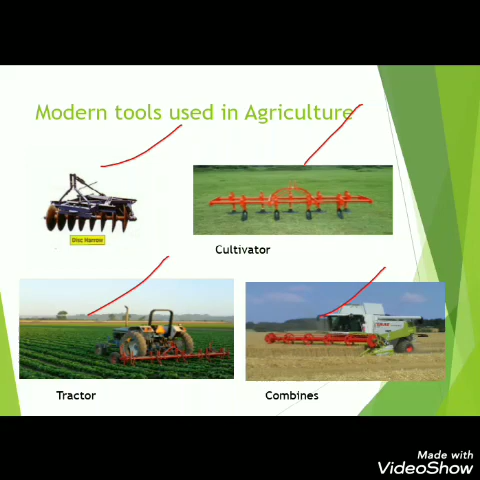 Modern tools used in Agriculture
Disc Harrow
Cultivator
Tractor
Combines
Made with
VideoShow